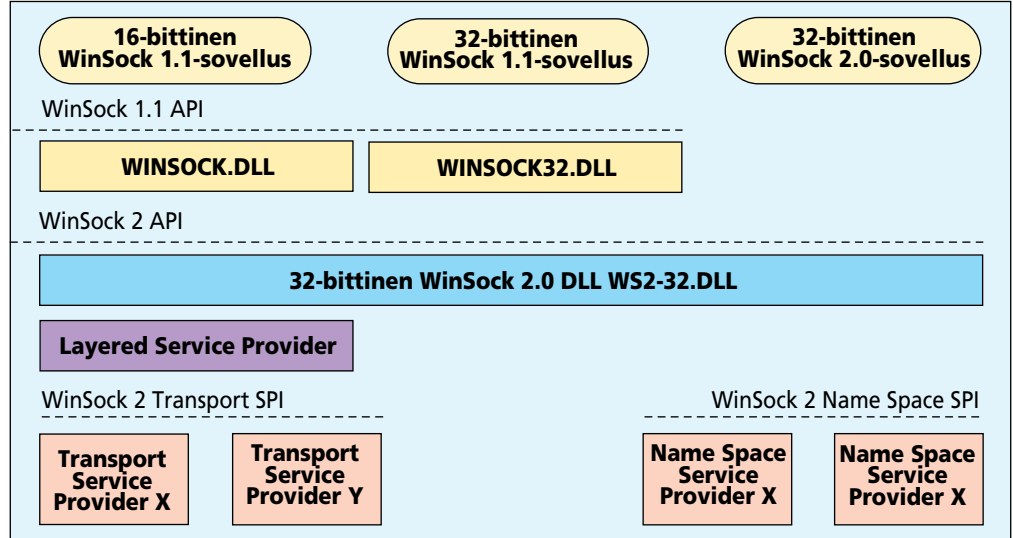 16-bittinen
WinSock 1.1-sovellus
32-bittinen
WinSock 1.1-sovellus
32-bittinen
WinSock 2.0-sovellus
WinSock 1.1 API
WINSOCK.DLL
WINSOCK32.DLL
WinSock 2 API
32-bittinen WinSock 2.0 DLL WS2-32.DLL
Layered Service Provider
WinSock 2 Transport SPI
WinSock 2 Name Space SPI
Transport
Service
Provider X
Transport
Service
Provider Y
Name Space
Service
Provider X
Name Space
Service
Provider X